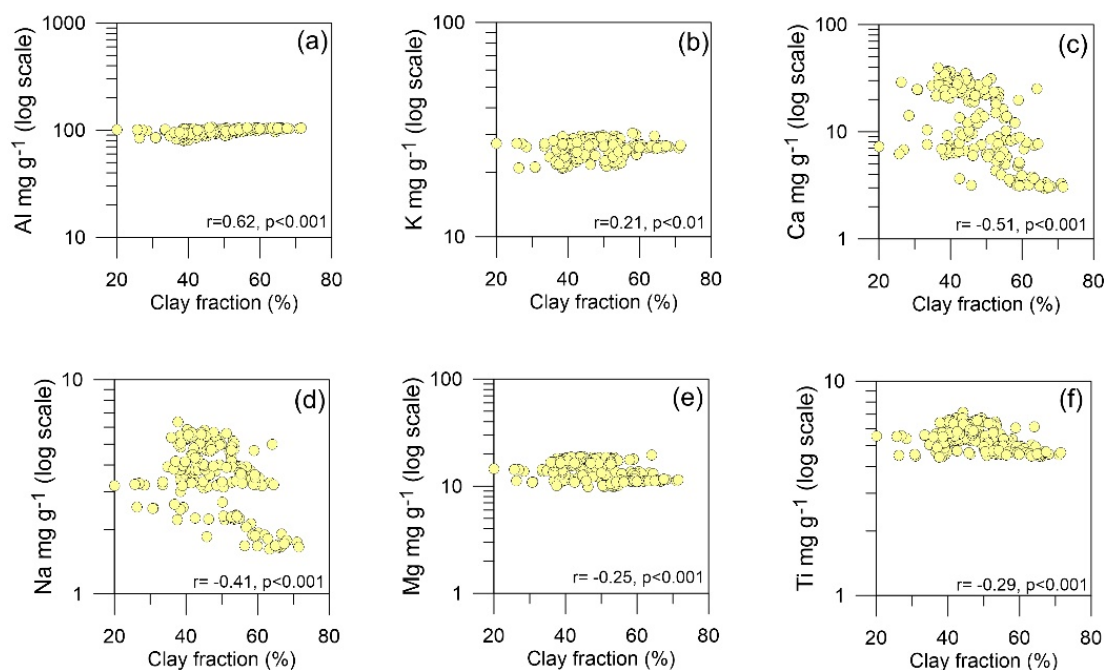 (a)
1000
100
10
Al mg g⁻¹ (log scale)
r=0.62, p<0.001
20 40 60 80
Clay fraction (%)
(b)
100
10
K mg g⁻¹ (log scale)
r=0.21, p<0.01
20 40 60 80
Clay fraction (%)
(c)
100
10
1
Ca mg g⁻¹ (log scale)
r= -0.51, p<0.001
20 40 60 80
Clay fraction (%)
(d)
10
1
Na mg g⁻¹ (log scale)
r= -0.41, p<0.001
20 40 60 80
Clay fraction (%)
(e)
100
10
1
Mg mg g⁻¹ (log scale)
r= -0.25, p<0.001
20 40 60 80
Clay fraction (%)
(f)
10
1
Ti mg g⁻¹ (log scale)
r= -0.29, p<0.001
20 40 60 80
Clay fraction (%)